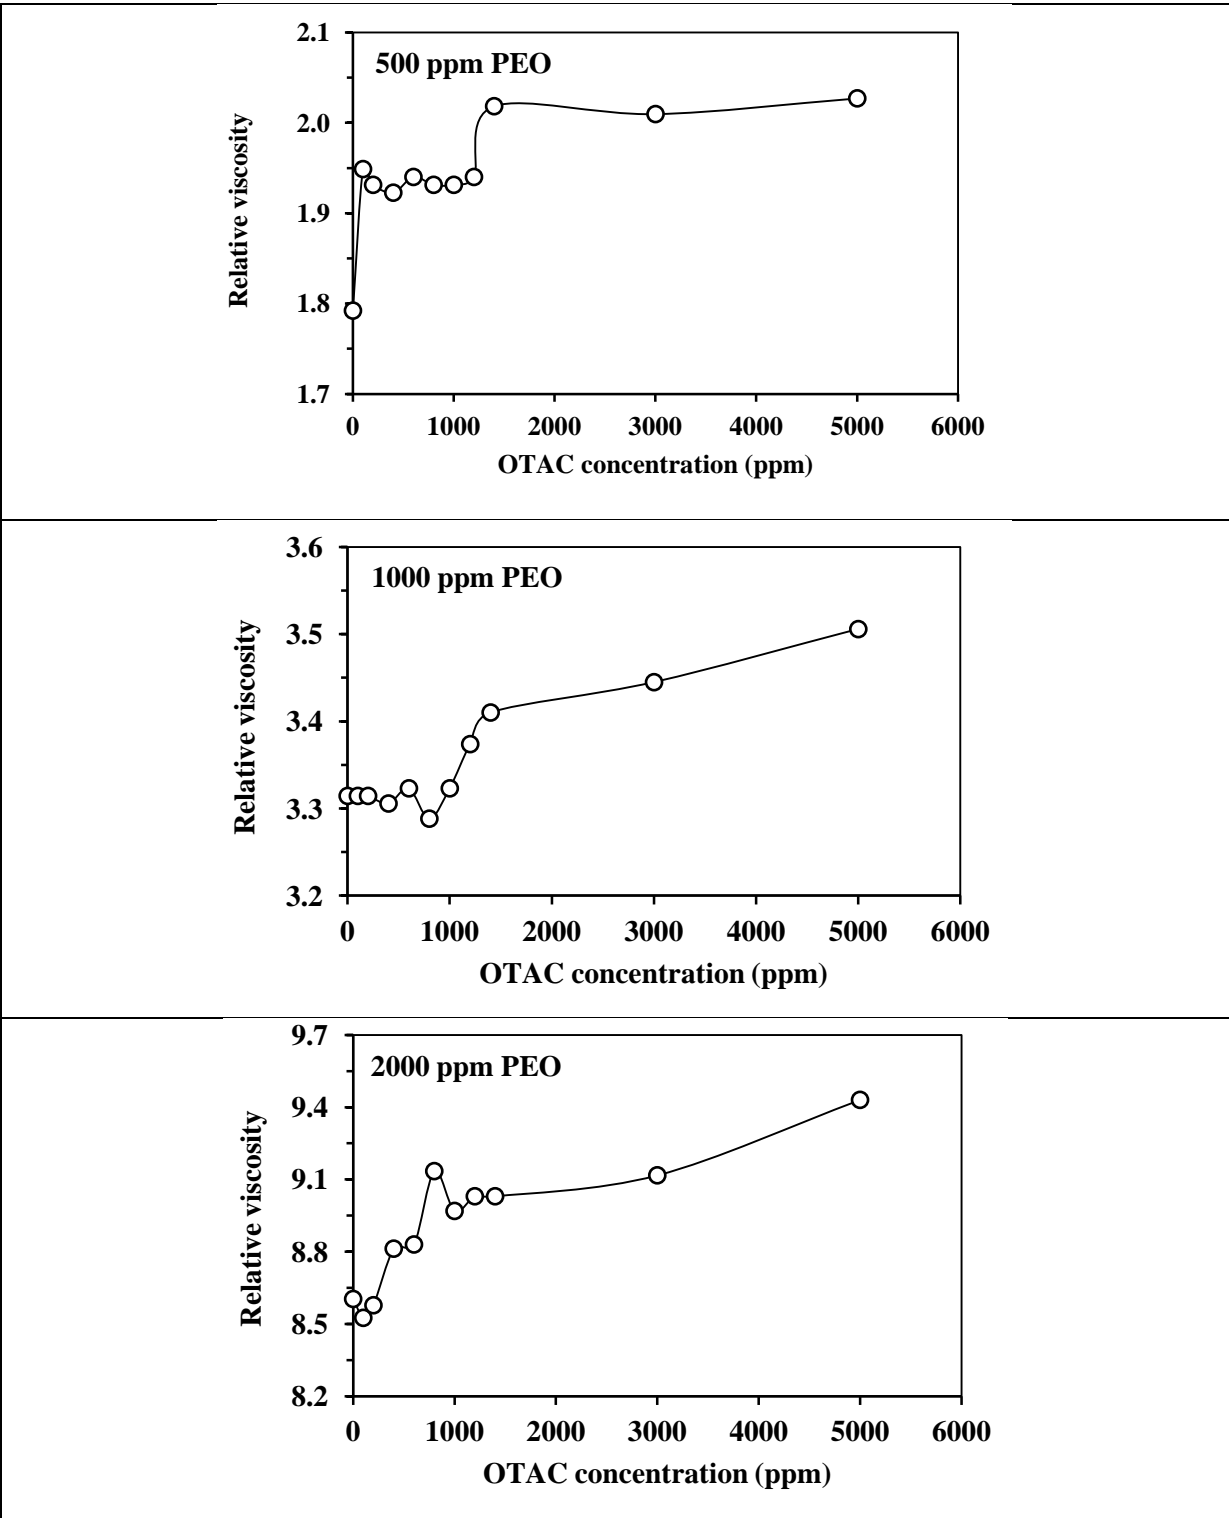 2.1
500 ppm PEO
2.0
1.9
1.8
1.7
Relative viscosity
0 1000 2000 3000 4000 5000 6000
OTAC concentration (ppm)
3.6
1000 ppm PEO
3.5
3.4
3.3
3.2
Relative viscosity
0 1000 2000 3000 4000 5000 6000
OTAC concentration (ppm)
9.7
2000 ppm PEO
9.4
9.1
8.8
8.5
8.2
Relative viscosity
0 1000 2000 3000 4000 5000 6000
OTAC concentration (ppm)